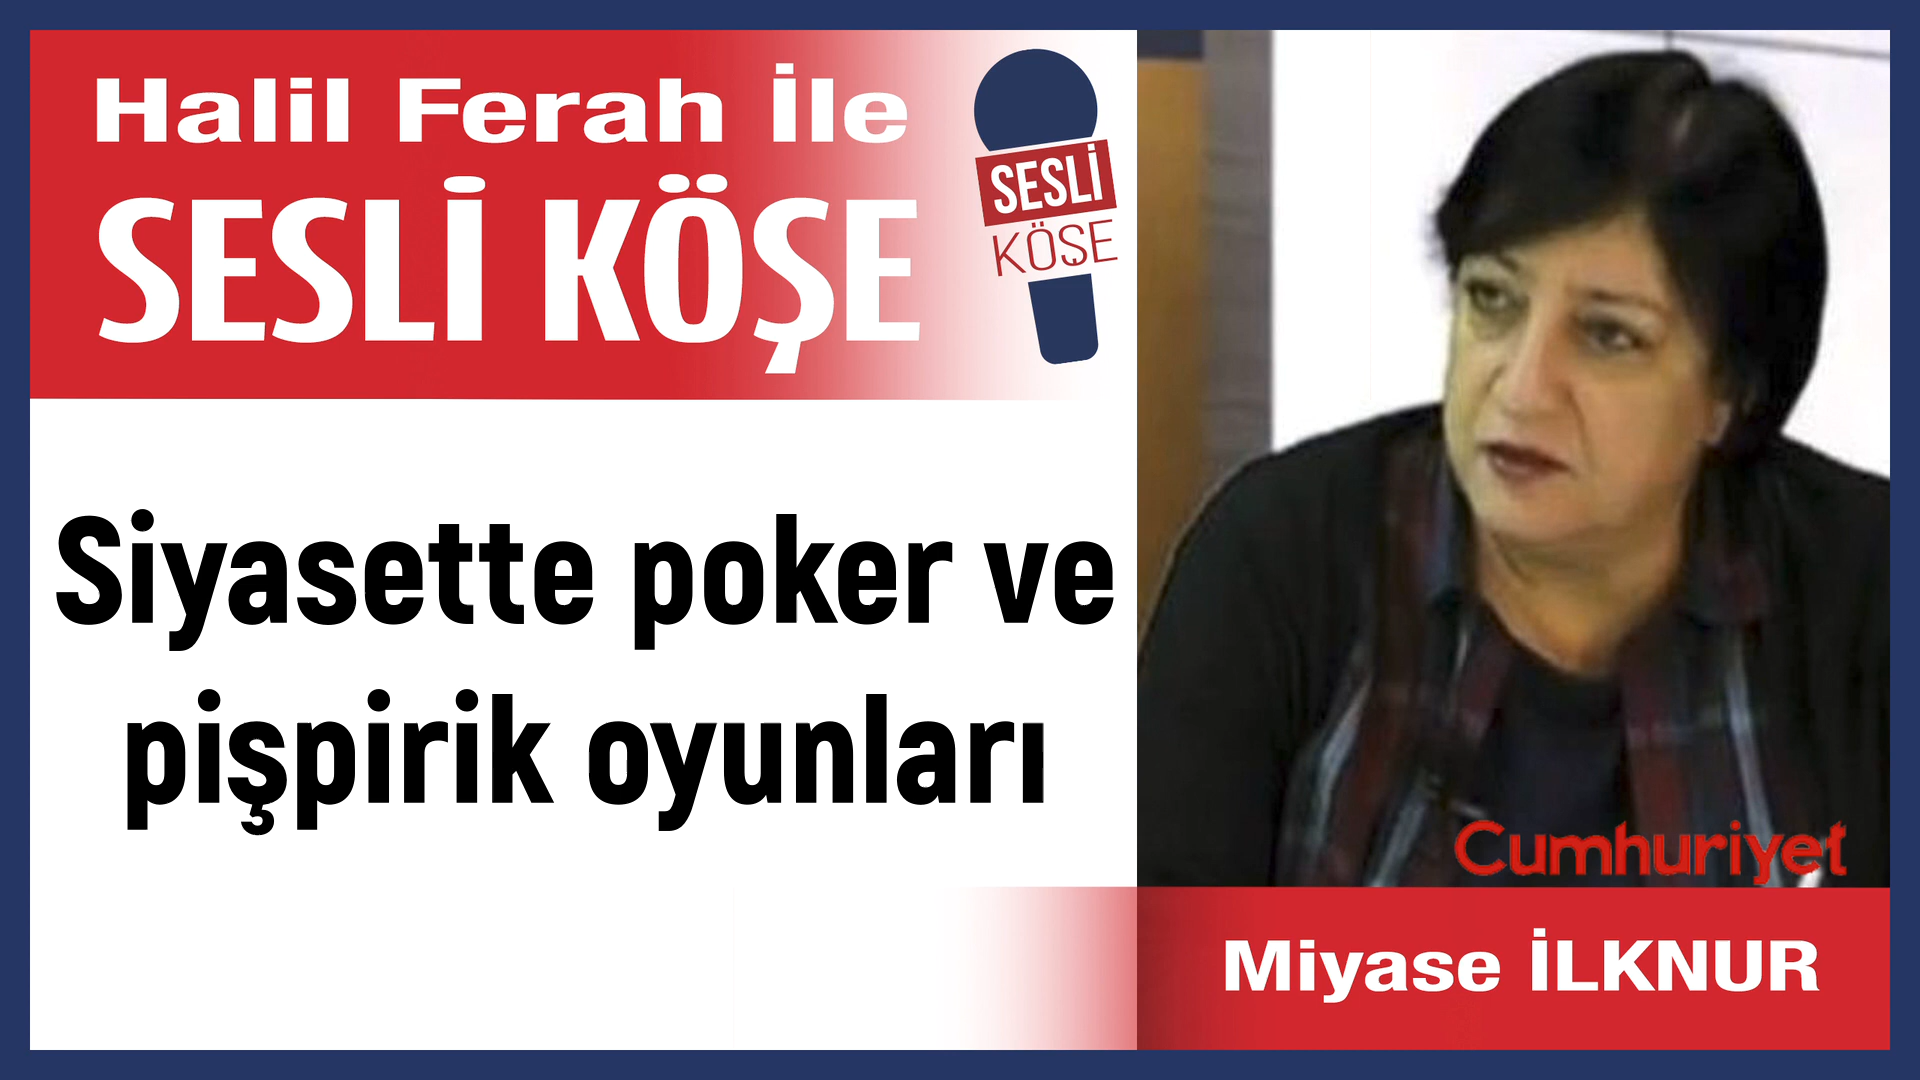 Halil Ferah İle
SESLİ KÖŞE
SESLİ
KÖŞE
Siyasette poker ve
pişpirik oyunları
Cumhuriyet
Miyase İLKNUR